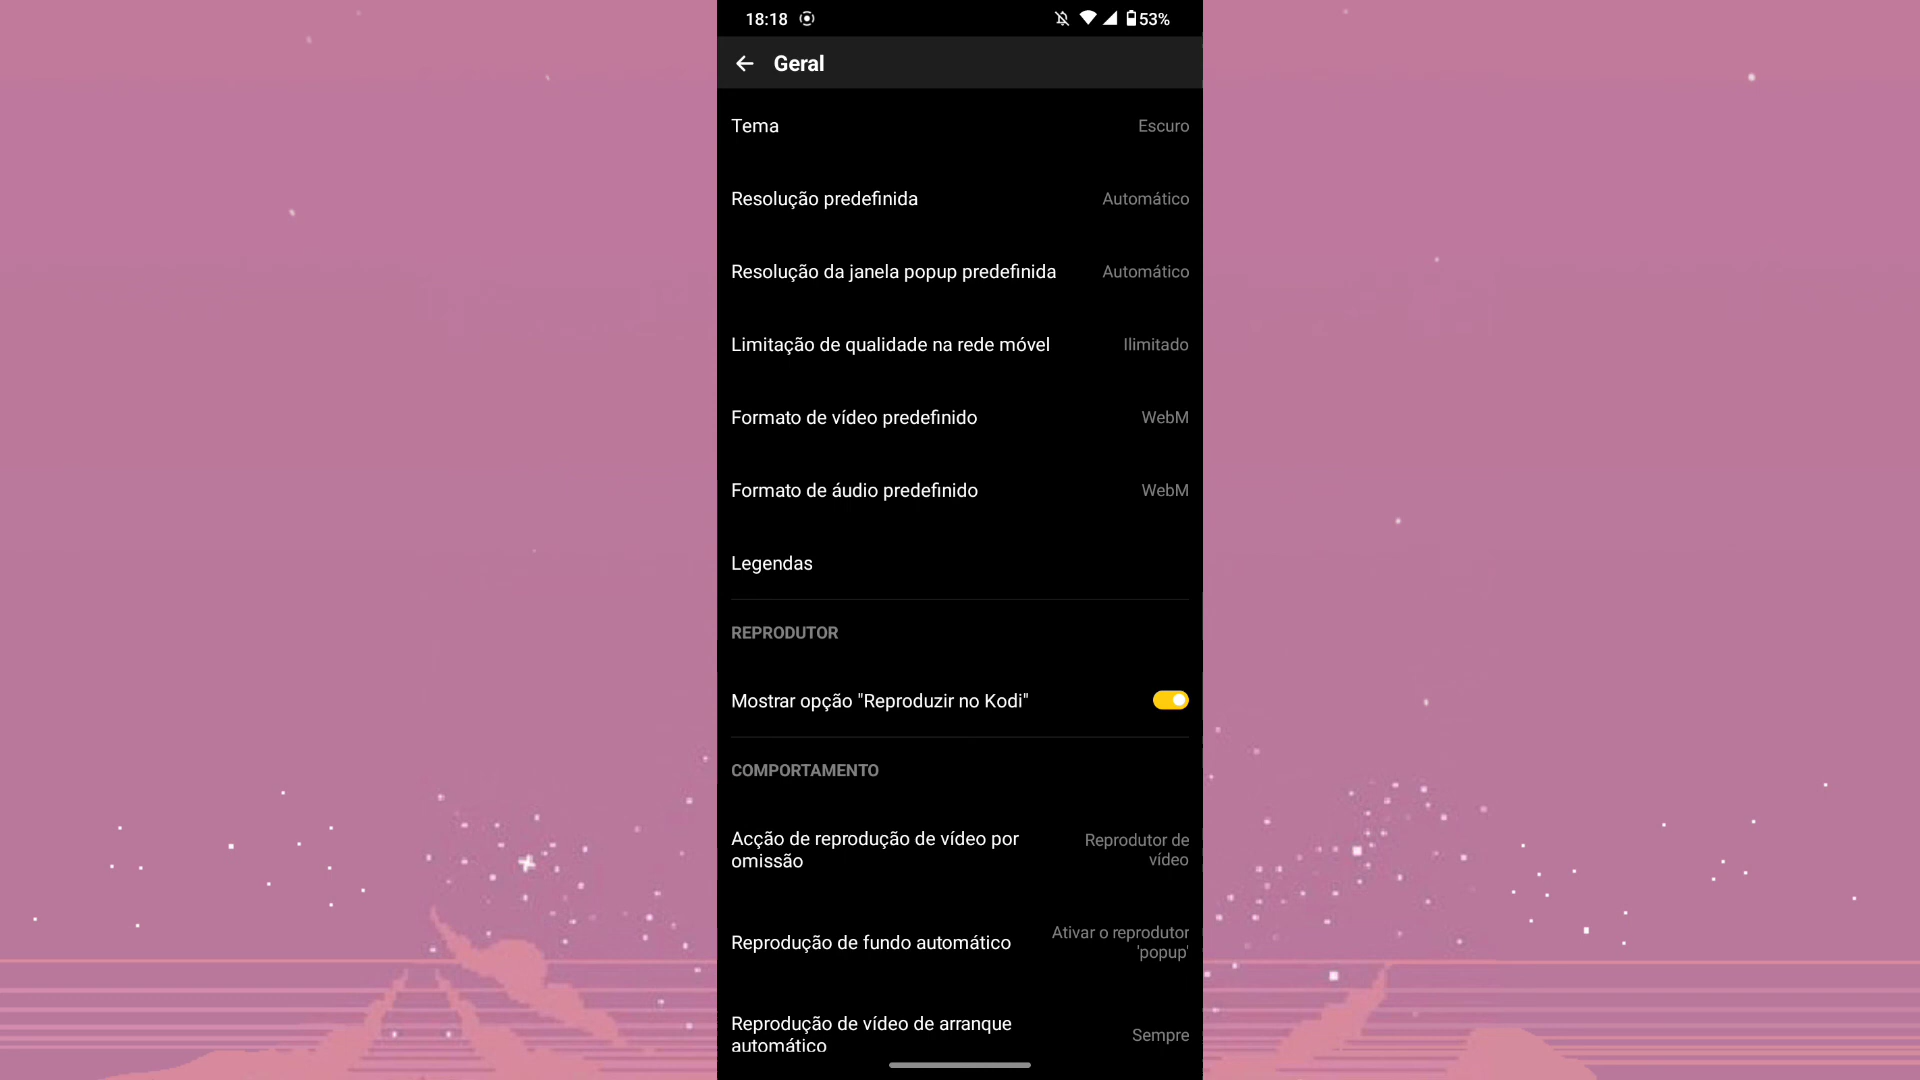 18:18
53%
Geral
Tema
Escuro
Resolução predefinida
Automático
Resolução da janela popup predefinida
Automático
Limitação de qualidade na rede móvel
Ilimitado
Formato de vídeo predefinido
WebM
Formato de áudio predefinido
WebM
Legendas
REPRODUTOR
Mostrar opção "Reproduzir no Kodi"
COMPORTAMENTO
Acção de reprodução de vídeo por
omissão
Reprodutor de
vídeo
Reprodução de fundo automático
Ativar o reprodutor
'popup'
Reprodução de vídeo de arranque
automático
Sempre